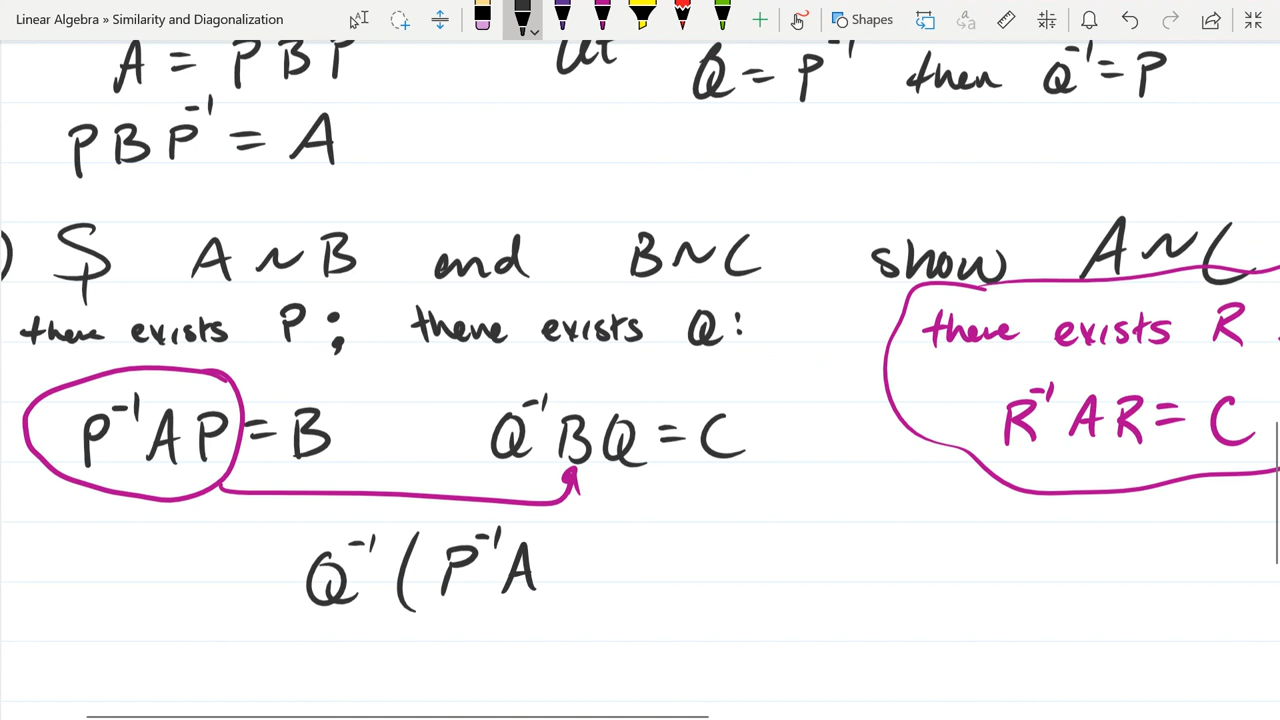 Linear Algebra » Similarity and Diagonalization
Shapes
A = P B P let Q = P⁻¹ then Q⁻¹ = P
P B P⁻¹ = A
) A ~ B and B ~ C show A ~ C
there exists P: there exists Q: there exists R
P⁻¹ A P = B Q⁻¹ B Q = C R⁻¹ A R = C
Q⁻¹ ( P⁻¹ A